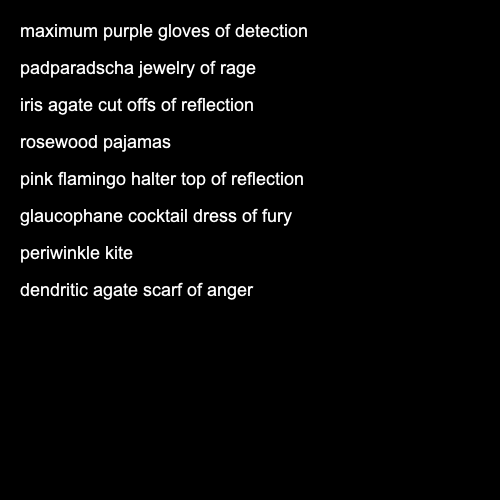 maximum purple gloves of detection
padparadscha jewelry of rage
iris agate cut offs of reflection
rosewood pajamas
pink flamingo halter top of reflection
glaucophane cocktail dress of fury
periwinkle kite
dendritic agate scarf of anger